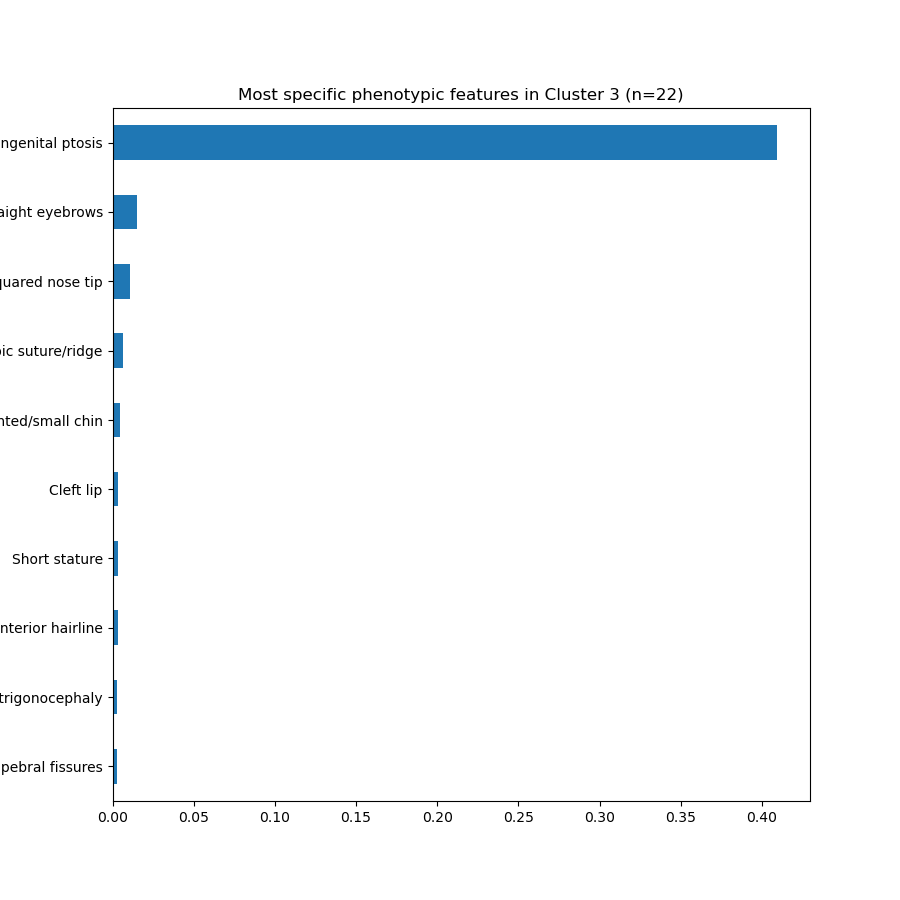 Most specific phenotypic features in Cluster 3 (n=22)
ngenital ptosis
aight eyebrows
quared nose tip
pic suture/ridge
nted/small chin
Cleft lip
Short stature
nterior hairline
trigonocephaly
pebral fissures
0.00 0.05 0.10 0.15 0.20 0.25 0.30 0.35 0.40